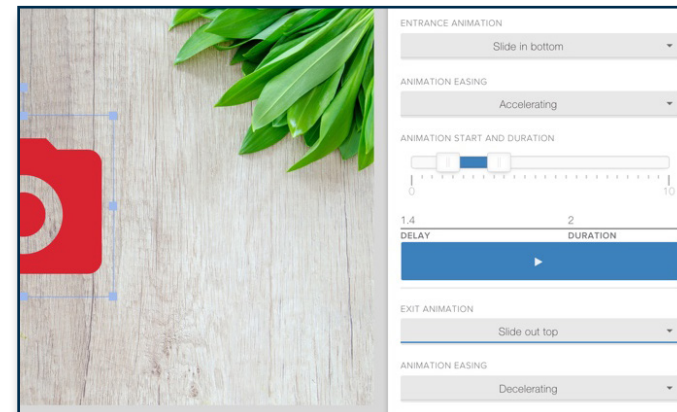 ENTRANCE ANIMATION
Slide in bottom
ANIMATION EASING
Accelerating
ANIMATION START AND DURATION
0 10
1.4 2
DELAY DURATION
EXIT ANIMATION
Slide out top
ANIMATION EASING
Decelerating